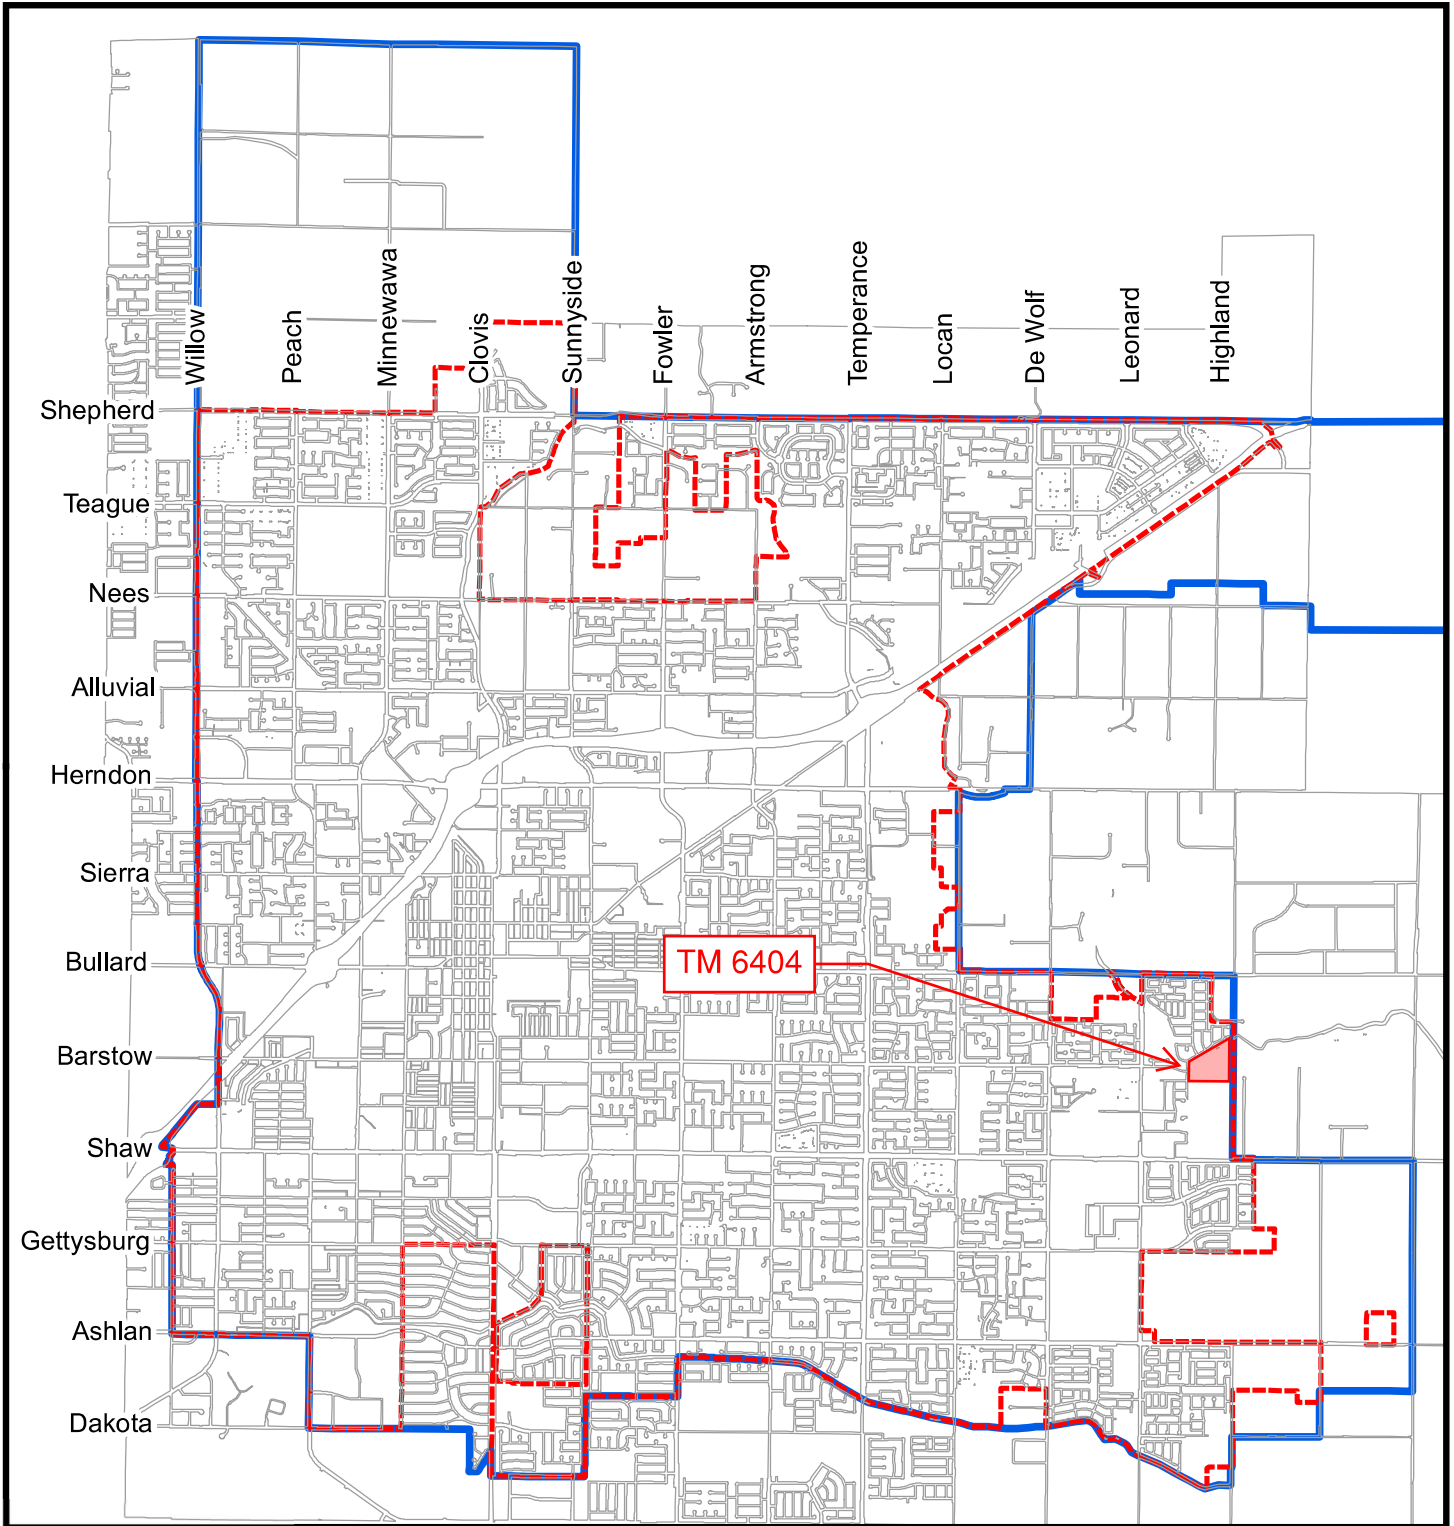 Willow
Peach
Minnewawa
Clovis
Sunnyside
Fowler
Armstrong
Temperance
Locan
De Wolf
Leonard
Highland
Shepherd
Teague
Nees
Alluvial
Herndon
Sierra
Bullard
TM 6404
Barstow
Shaw
Gettysburg
Ashlan
Dakota